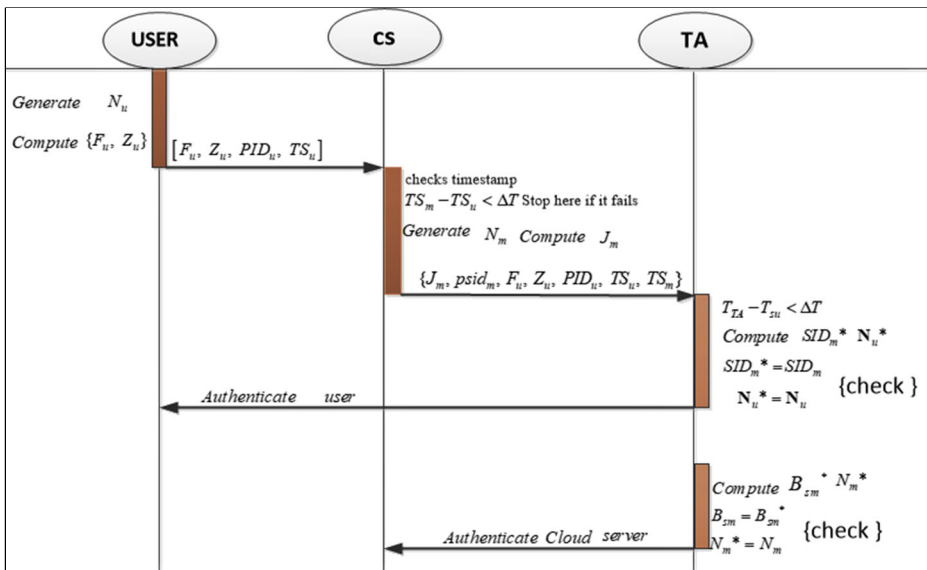 USER
CS
TA
Generate N_u
Compute {F_u, Z_u}
[F_u, Z_u, PID_u, TS_u]
checks timestamp
TS_m − TS_u < ΔT Stop here if it fails
Generate N_m Compute J_m
{J_m, psid_m, F_u, Z_u, PID_u, TS_u, TS_m}
T_TA − T_su < ΔT
Compute SID_m* N_u*
SID_m* = SID_m
N_u* = N_u
{check }
Authenticate user
Compute B_sm* N_m*
B_sm = B_sm*
N_m* = N_m
{check }
Authenticate Cloud server